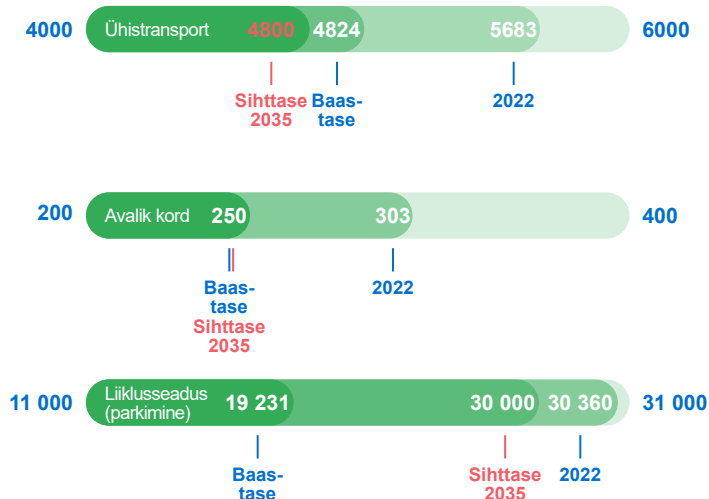 4000 Ühistransport 4800 4824 5683 6000
Sihttase Baas- 2022
2035 tase
200 Avalik kord 250 303 400
Baas- 2022
tase
Sihttase
2035
11 000 Liiklusseadus 19 231 30 000 30 360 31 000
(parkimine)
Baas- Sihttase 2022
tase 2035